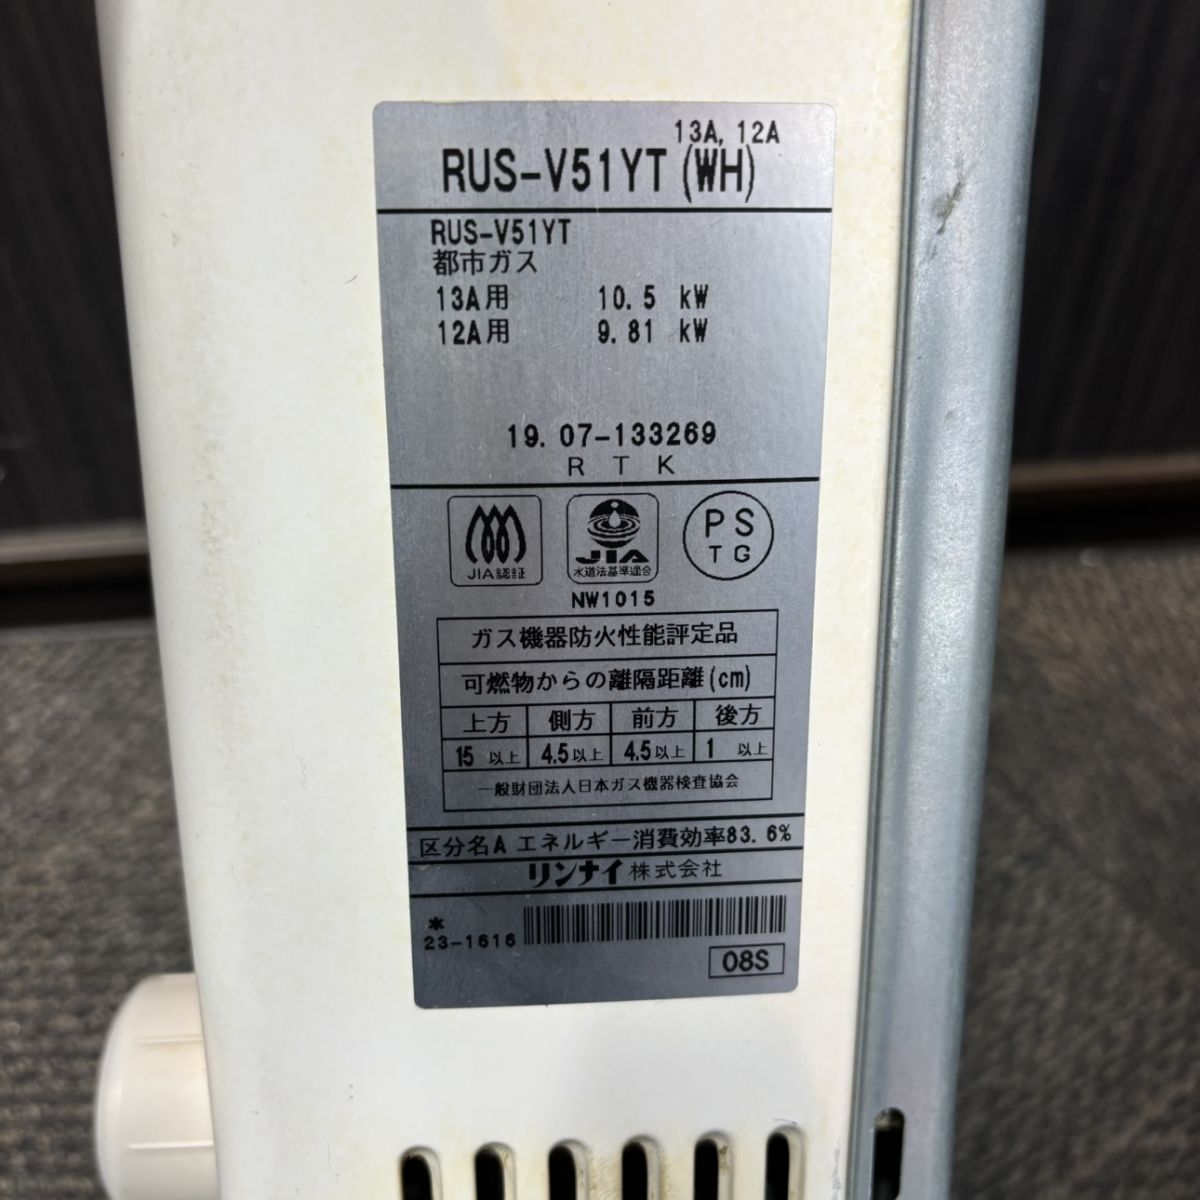 13A, 12A
RUS-V51YT (WH)
RUS-V51YT
都市ガス
13A用 10.5 kW
12A用 9.81 kW
19.07-133269
RTK
JIA認証
JIA
水道法基準適合
NW1015
PS
TG
ガス機器防火性能評定品
可燃物からの離隔距離(cm)
上方 側方 前方 後方
15 以上 4.5以上 4.5以上 1 以上
一般財団法人日本ガス機器検査協会
区分名A エネルギー消費効率83.6%
リンナイ株式会社
*
23-1616
08S